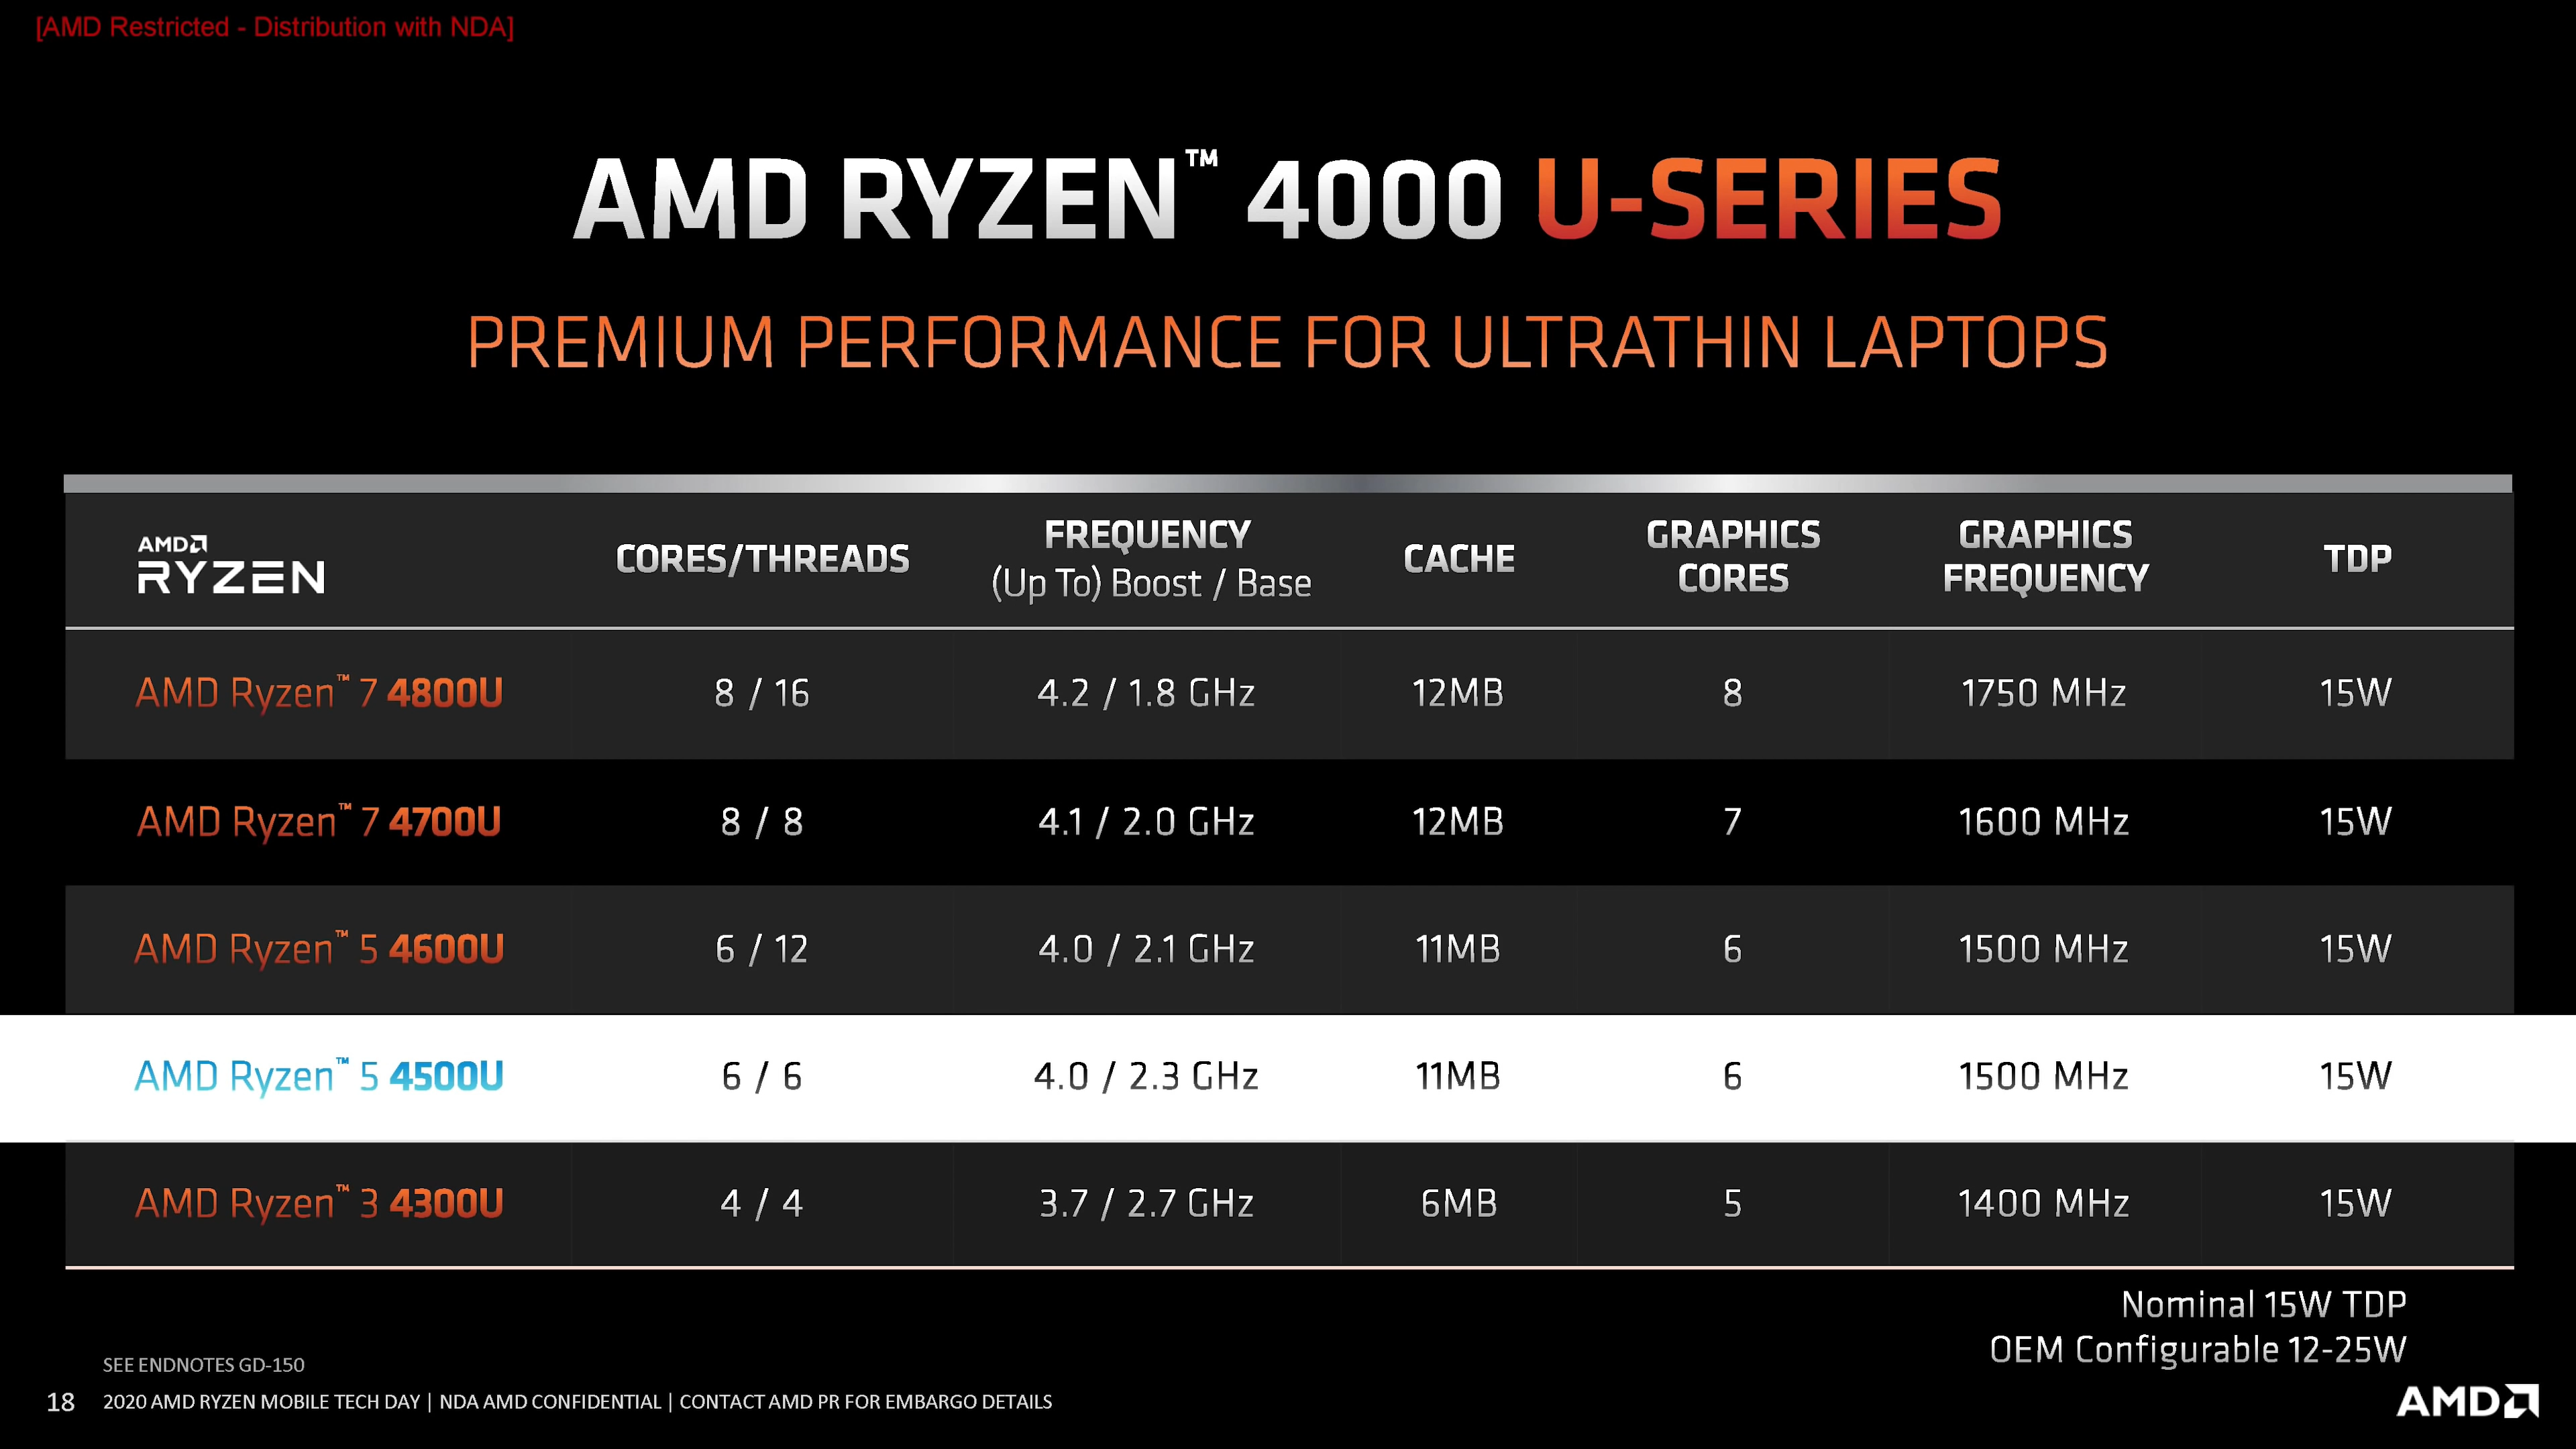 [AMD Restricted - Distribution with NDA]
AMD RYZEN™ 4000 U-SERIES
PREMIUM PERFORMANCE FOR ULTRATHIN LAPTOPS
AMD RYZEN CORES/THREADS FREQUENCY (Up To) Boost / Base CACHE GRAPHICS CORES GRAPHICS FREQUENCY TDP
AMD Ryzen™ 7 4800U 8 / 16 4.2 / 1.8 GHz 12MB 8 1750 MHz 15W
AMD Ryzen™ 7 4700U 8 / 8 4.1 / 2.0 GHz 12MB 7 1600 MHz 15W
AMD Ryzen™ 5 4600U 6 / 12 4.0 / 2.1 GHz 11MB 6 1500 MHz 15W
AMD Ryzen™ 5 4500U 6 / 6 4.0 / 2.3 GHz 11MB 6 1500 MHz 15W
AMD Ryzen™ 3 4300U 4 / 4 3.7 / 2.7 GHz 6MB 5 1400 MHz 15W
Nominal 15W TDP
OEM Configurable 12-25W
SEE ENDNOTES GD-150
18 2020 AMD RYZEN MOBILE TECH DAY | NDA AMD CONFIDENTIAL | CONTACT AMD PR FOR EMBARGO DETAILS
AMD